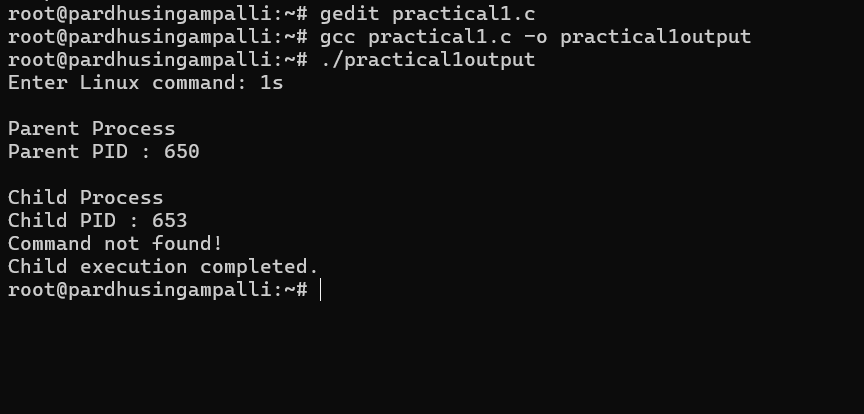 root@pardhusingampalli:~# gedit practical1.c
root@pardhusingampalli:~# gcc practical1.c -o practical1output
root@pardhusingampalli:~# ./practical1output
Enter Linux command: 1s
Parent Process
Parent PID : 650
Child Process
Child PID : 653
Command not found!
Child execution completed.
root@pardhusingampalli:~#